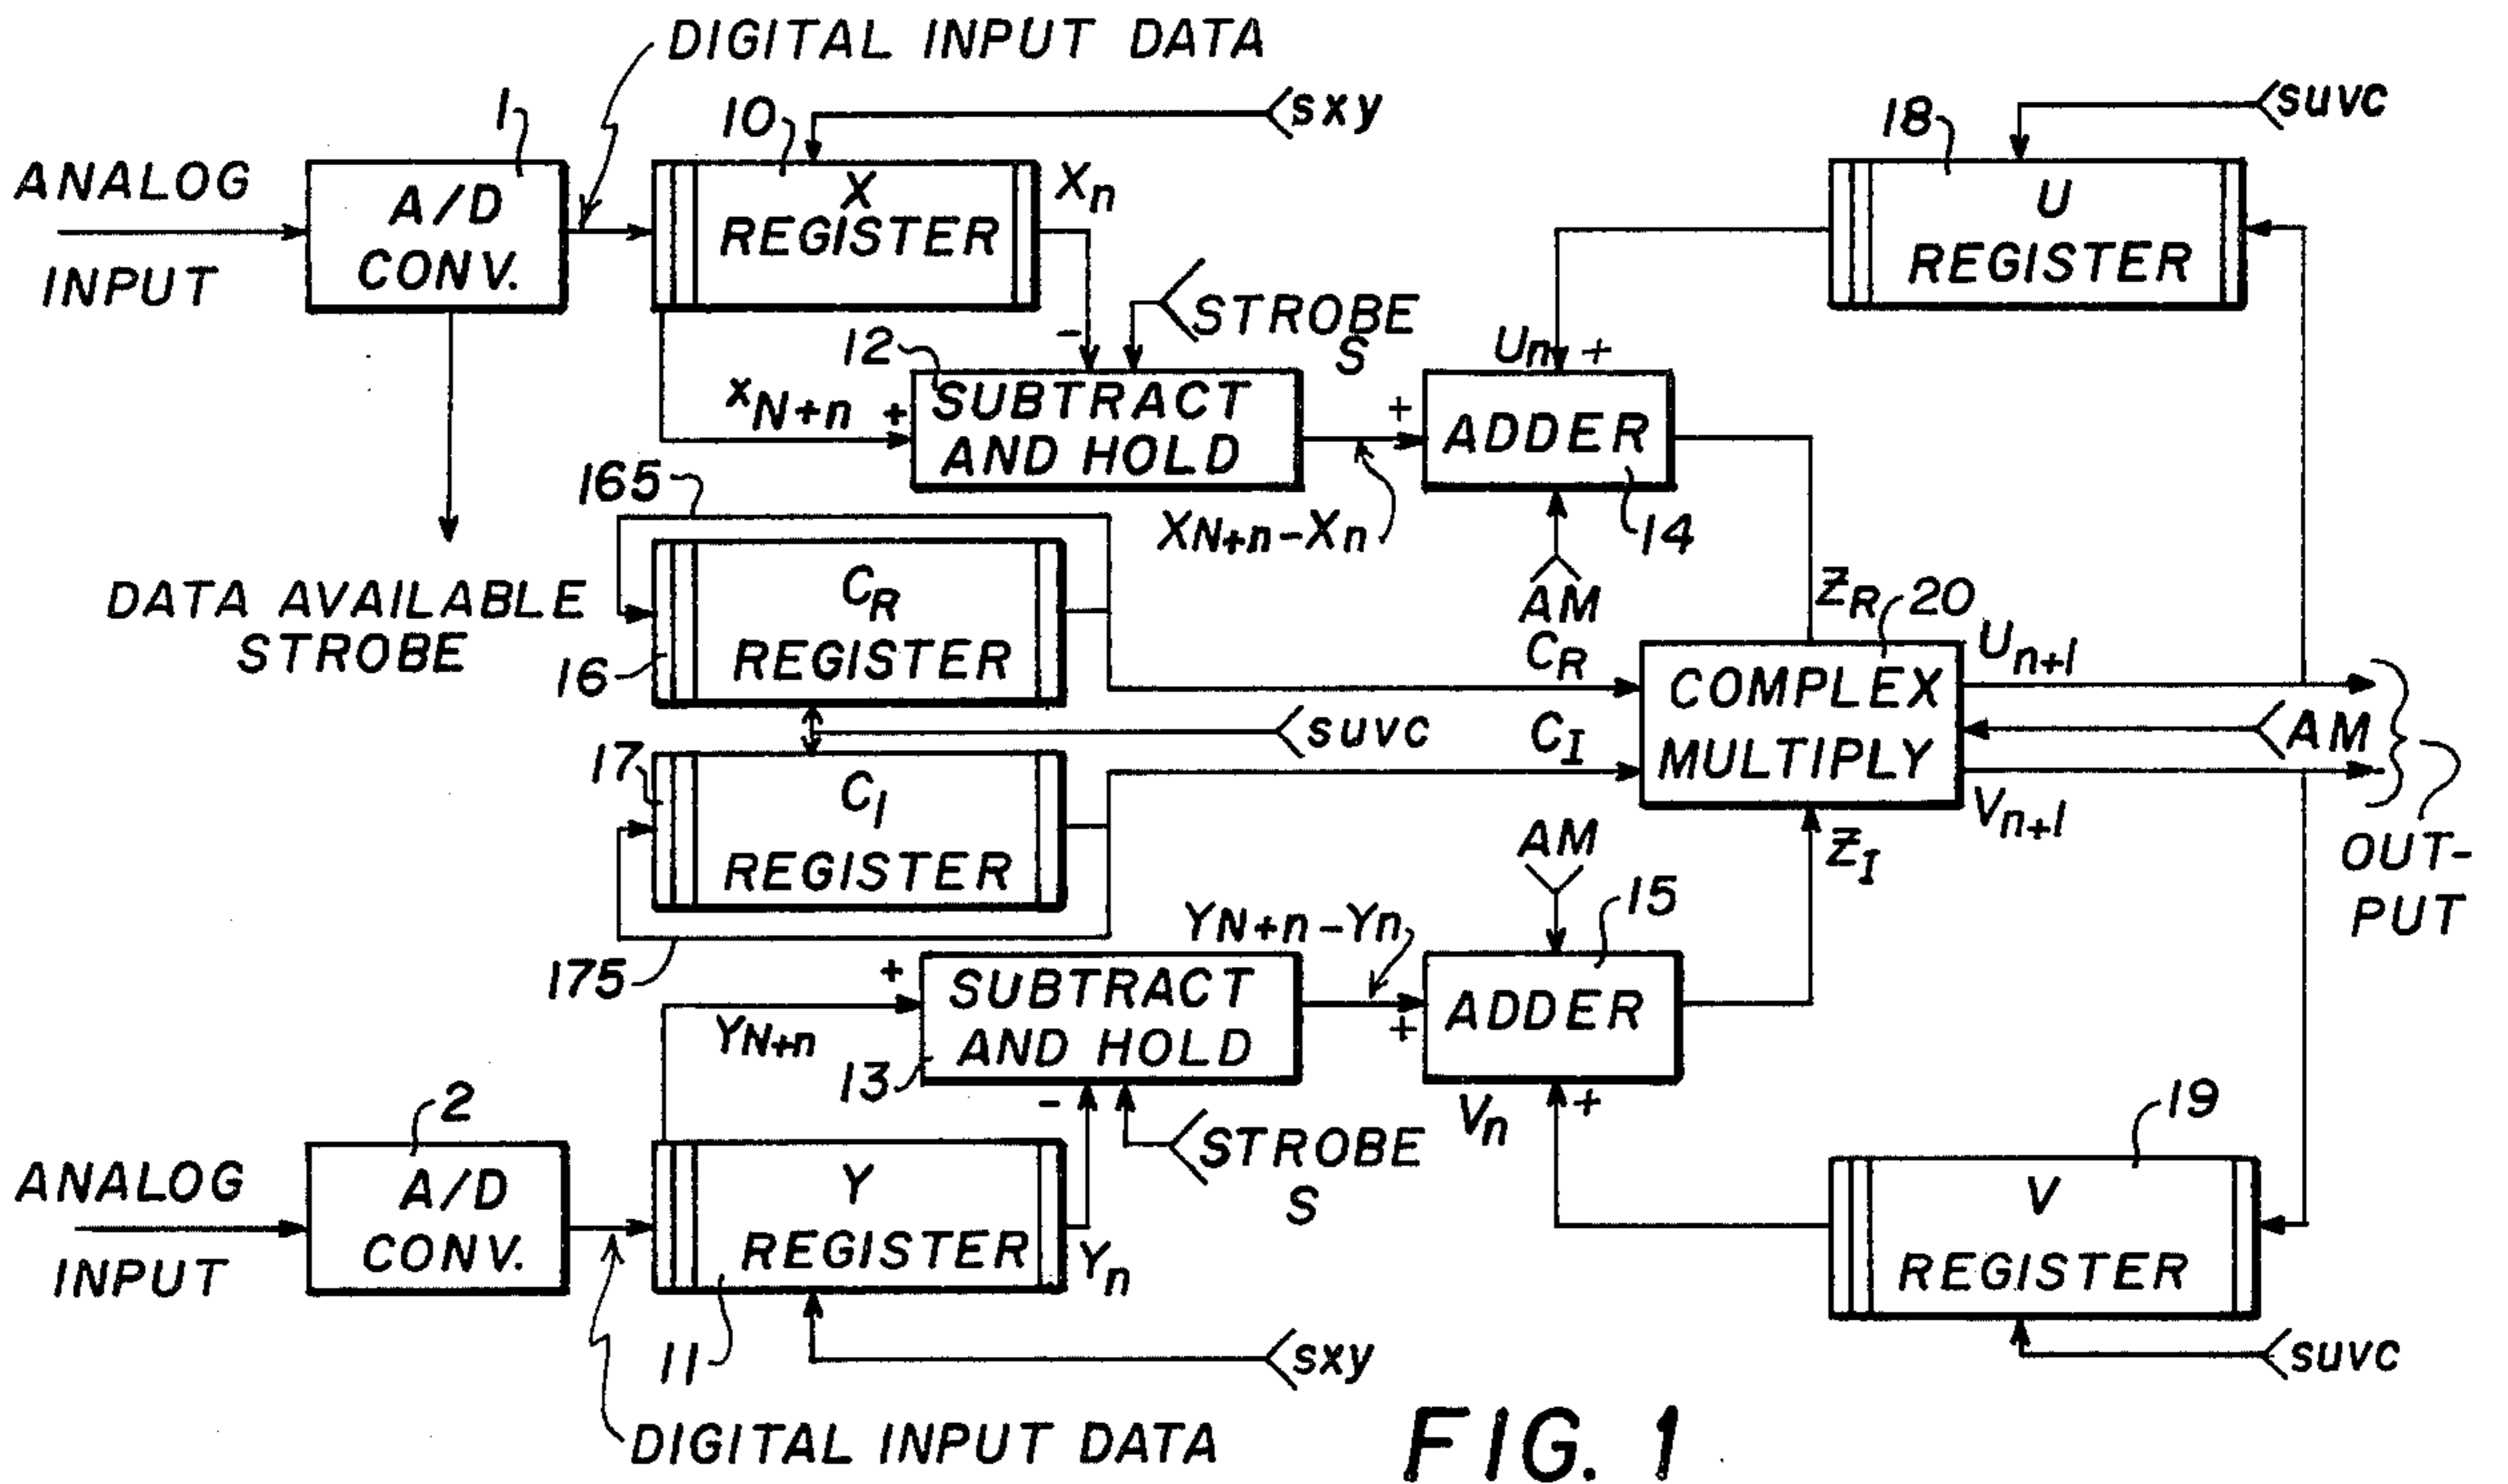 DIGITAL INPUT DATA
1
10
sxy
18
suvc
ANALOG
INPUT
A/D
CONV.
X
REGISTER
Xn
U
REGISTER
STROBE
S
12
xN+n
+
-
SUBTRACT
AND HOLD
Un
+
+
ADDER
14
XN+n-Xn
AM
165
DATA AVAILABLE
STROBE
CR
REGISTER
16
CR
ZR
20
COMPLEX
MULTIPLY
Un+1
AM
Vn+1
OUT-
PUT
suvc
CI
17
CI
REGISTER
175
ZI
AM
15
YN+n-Yn
+
YN+n
SUBTRACT
AND HOLD
13
-
+
ADDER
Vn
+
STROBE
S
19
V
REGISTER
suvc
2
ANALOG
INPUT
A/D
CONV.
Y
REGISTER
Yn
11
sxy
DIGITAL INPUT DATA
FIG. 1